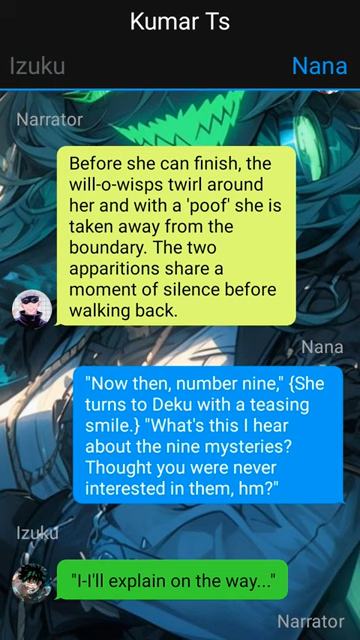 Kumar Ts
Izuku Nana
Narrator
Before she can finish, the
will-o-wisps twirl around
her and with a 'poof' she is
taken away from the
boundary. The two
apparitions share a
moment of silence before
walking back.
Nana
"Now then, number nine," {She
turns to Deku with a teasing
smile.} "What's this I hear
about the nine mysteries?
Thought you were never
interested in them, hm?"
Izuku
"I-I'll explain on the way..."
Narrator